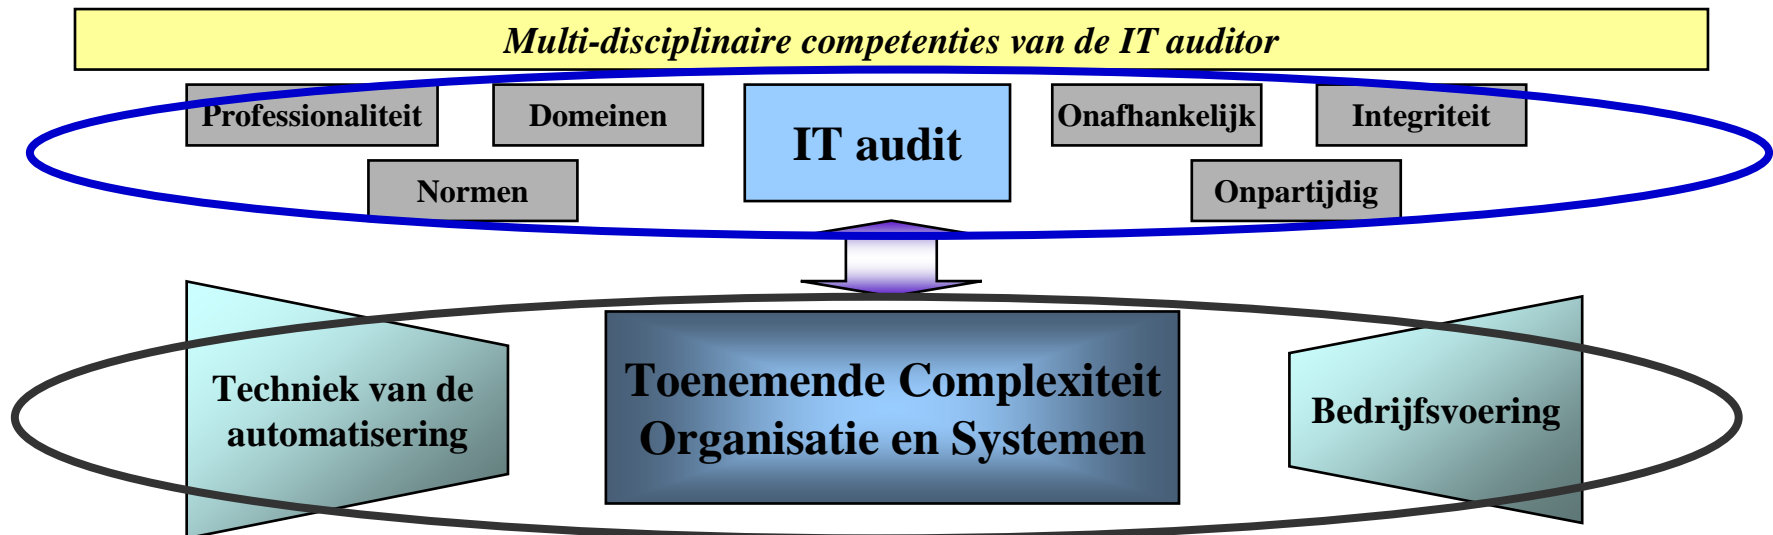 Multi-disciplinaire competenties van de IT auditor
Professionaliteit
Domeinen
IT audit
Onafhankelijk
Integriteit
Normen
Onpartijdig
Techniek van de
automatisering
Toenemende Complexiteit
Organisatie en Systemen
Bedrijfsvoering